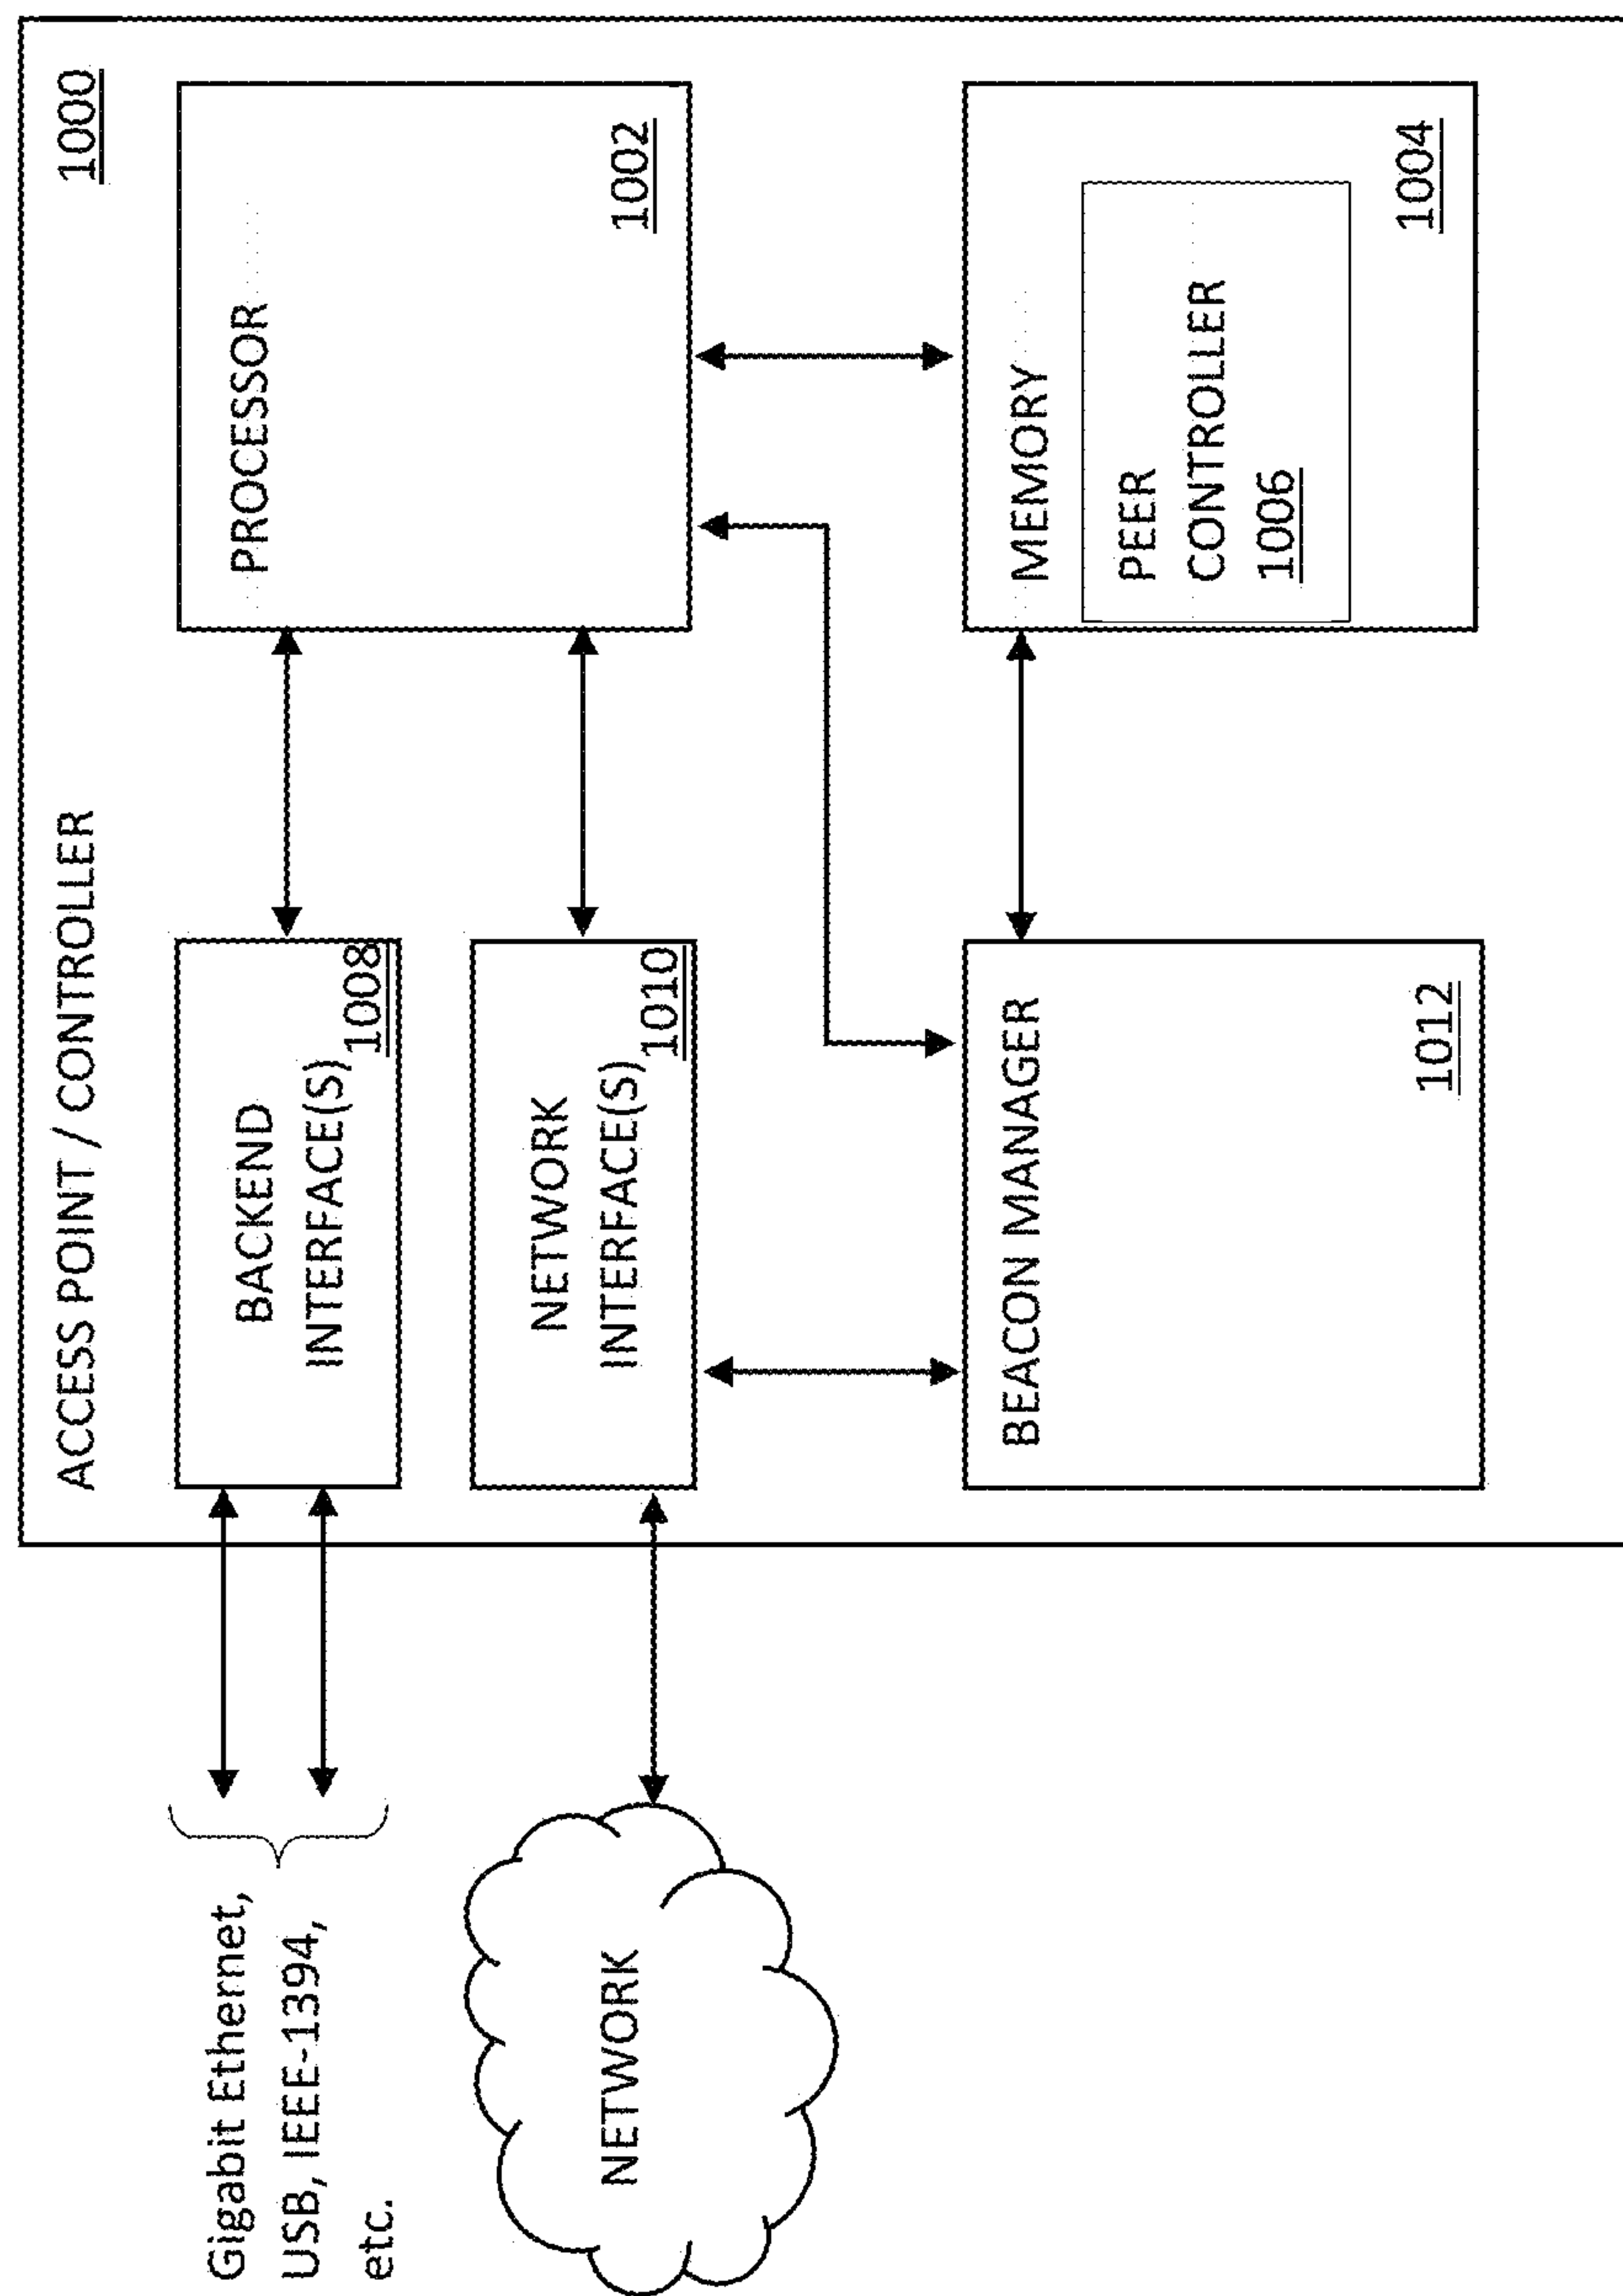 ACCESS POINT / CONTROLLER
1000
Gigabit Ethernet,
USB, IEEE-1394,
etc.
BACKEND
INTERFACE(S)
1008
PROCESSOR
1002
NETWORK
NETWORK
INTERFACE(S)
1010
BEACON MANAGER
1012
MEMORY
PEER
CONTROLLER
1006
1004